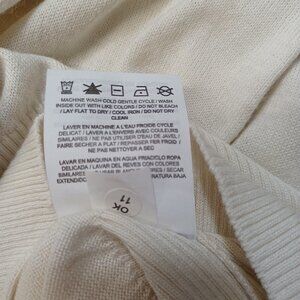 MACHINE WASH COLD GENTLE CYCLE / WASH
INSIDE OUT WITH LIKE COLORS / DO NOT BLEACH
/ LAY FLAT TO DRY / COOL IRON / DO NOT DRY
CLEAN
LAVER EN MACHINE A L'EAU FROIDE CYCLE
DELICAT / LAVER A L'ENVERS AVEC COULEURS
SIMILAIRES / NE PAS UTILISER D'EAU DE JAVEL /
FAIRE SECHER A PLAT / REPASSER A FROID /
NE PAS NETTOYER A SEC
LAVAR EN MAQUINA EN AGUA FRIA/CICLO ROPA
DELICADA / LAVAR DEL REVES CON COLORES
SIMILARES / SECAR
EXTENDIDO BAJA
OK
11